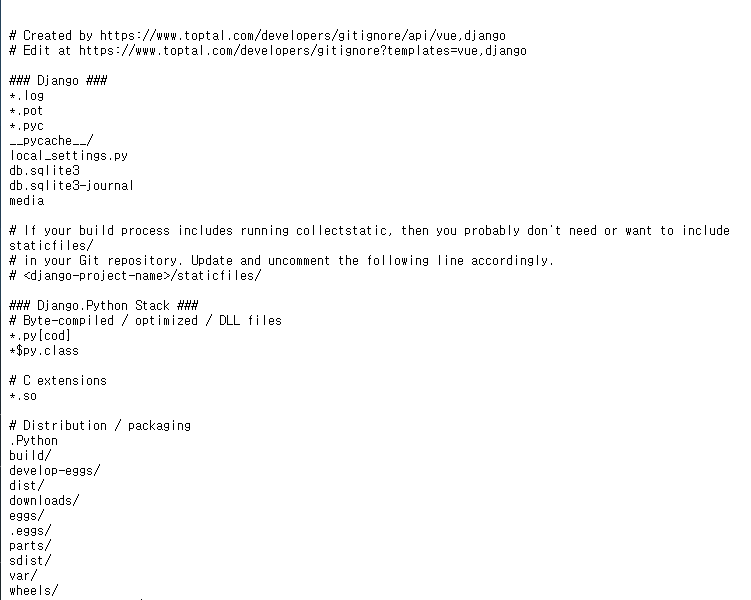 # Created by https://www.toptal.com/developers/gitignore/api/vue,django
# Edit at https://www.toptal.com/developers/gitignore?templates=vue,django
### Django ###
*.log
*.pot
*.pyc
__pycache__/
local_settings.py
db.sqlite3
db.sqlite3-journal
media
# If your build process includes running collectstatic, then you probably don't need or want to include
staticfiles/
# in your Git repository. Update and uncomment the following line accordingly.
# <django-project-name>/staticfiles/
### Django.Python Stack ###
# Byte-compiled / optimized / DLL files
*.py[cod]
*$py.class
# C extensions
*.so
# Distribution / packaging
.Python
build/
develop-eggs/
dist/
downloads/
eggs/
.eggs/
parts/
sdist/
var/
wheels/